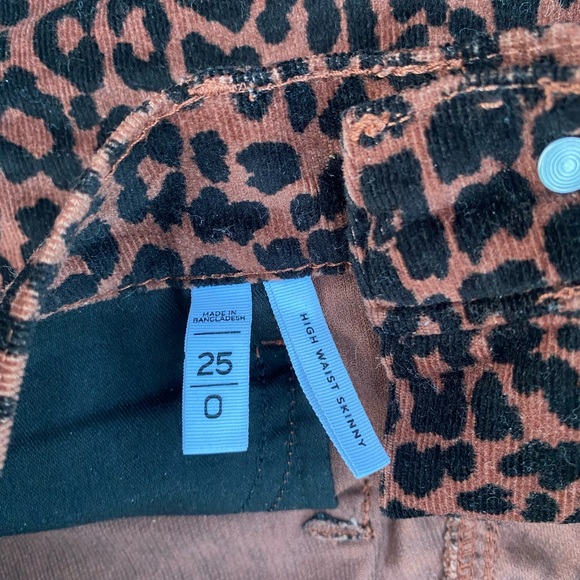 MADE IN
BANGLADESH
25
0
HIGH WAIST SKINNY